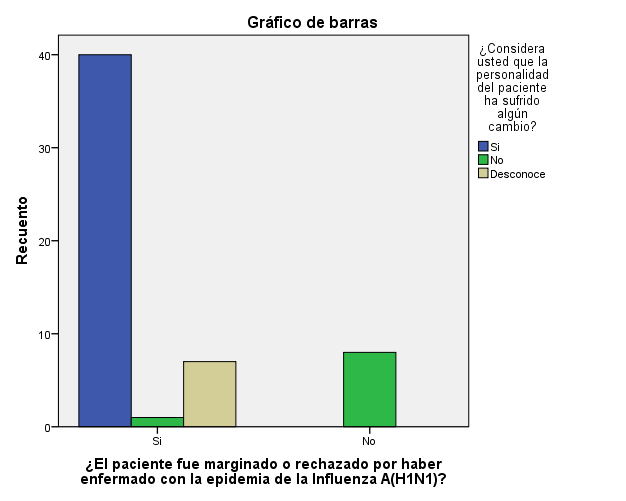 Gráfico de barras
¿Considera
usted que la
personalidad
del paciente
ha sufrido
algún
cambio?
Si
No
Desconoce
Recuento
40
30
20
10
0
Si
No
¿El paciente fue marginado o rechazado por haber
enfermado con la epidemia de la Influenza A(H1N1)?